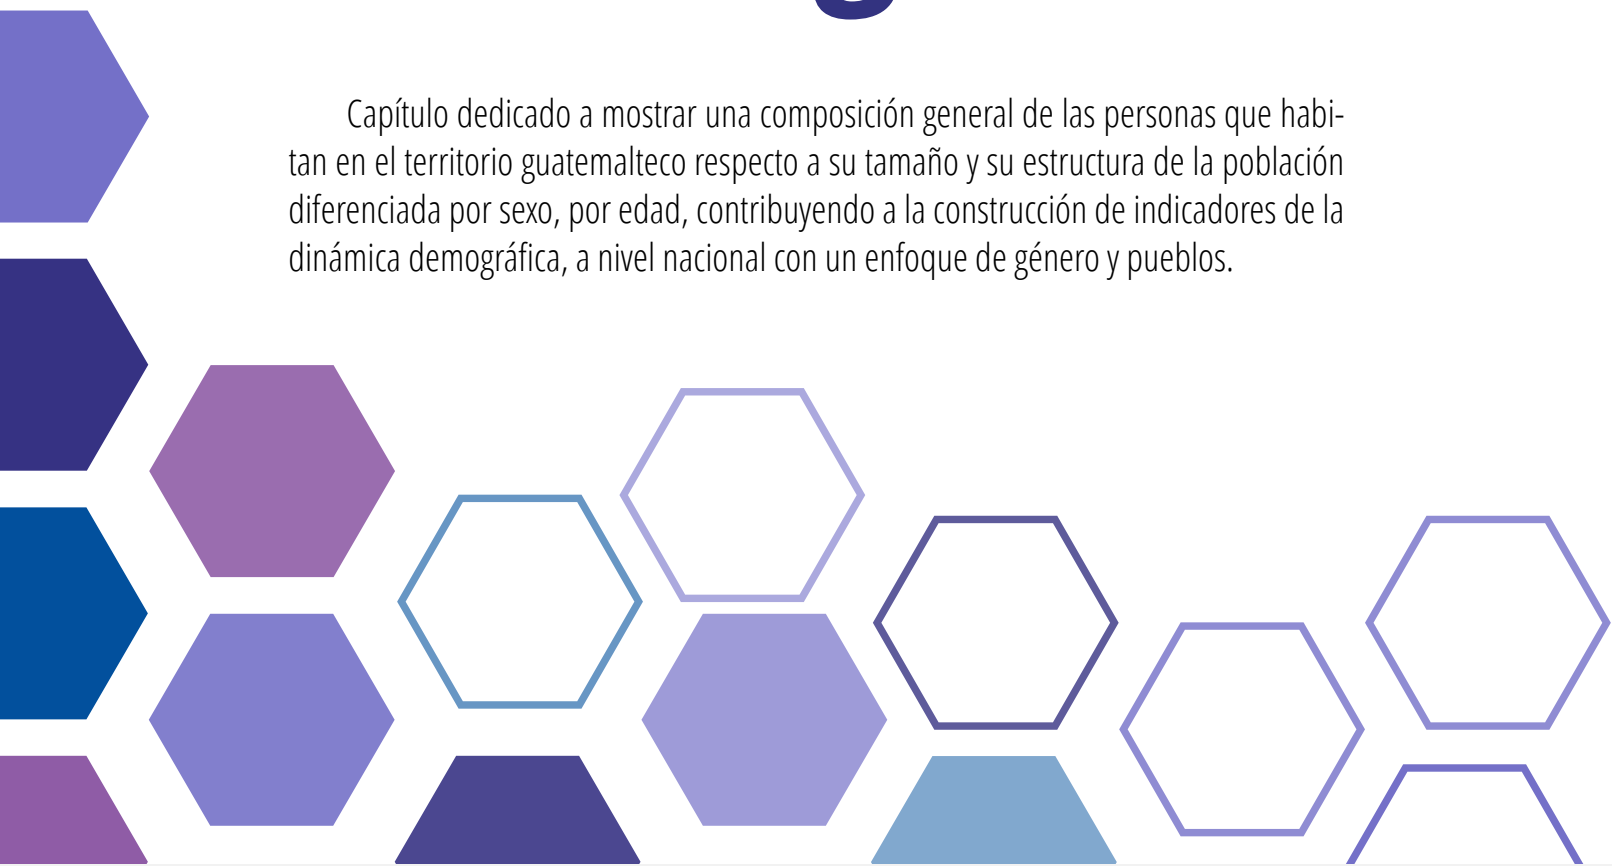 Capítulo dedicado a mostrar una composición general de las personas que habi-
tan en el territorio guatemalteco respecto a su tamaño y su estructura de la población
diferenciada por sexo, por edad, contribuyendo a la construcción de indicadores de la
dinámica demográfica, a nivel nacional con un enfoque de género y pueblos.